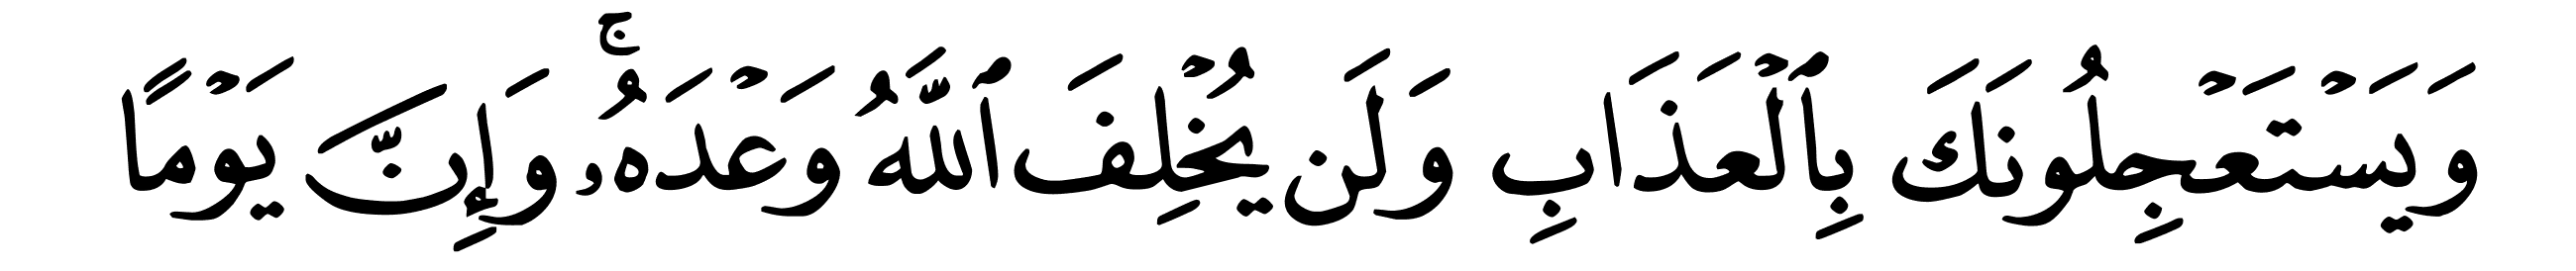 وَيَسْتَعْجِلُونَكَ بِٱلْعَذَابِ وَلَن يُخْلِفَ ٱللَّهُ وَعْدَهُۥۚ وَإِنَّ يَوْمًا